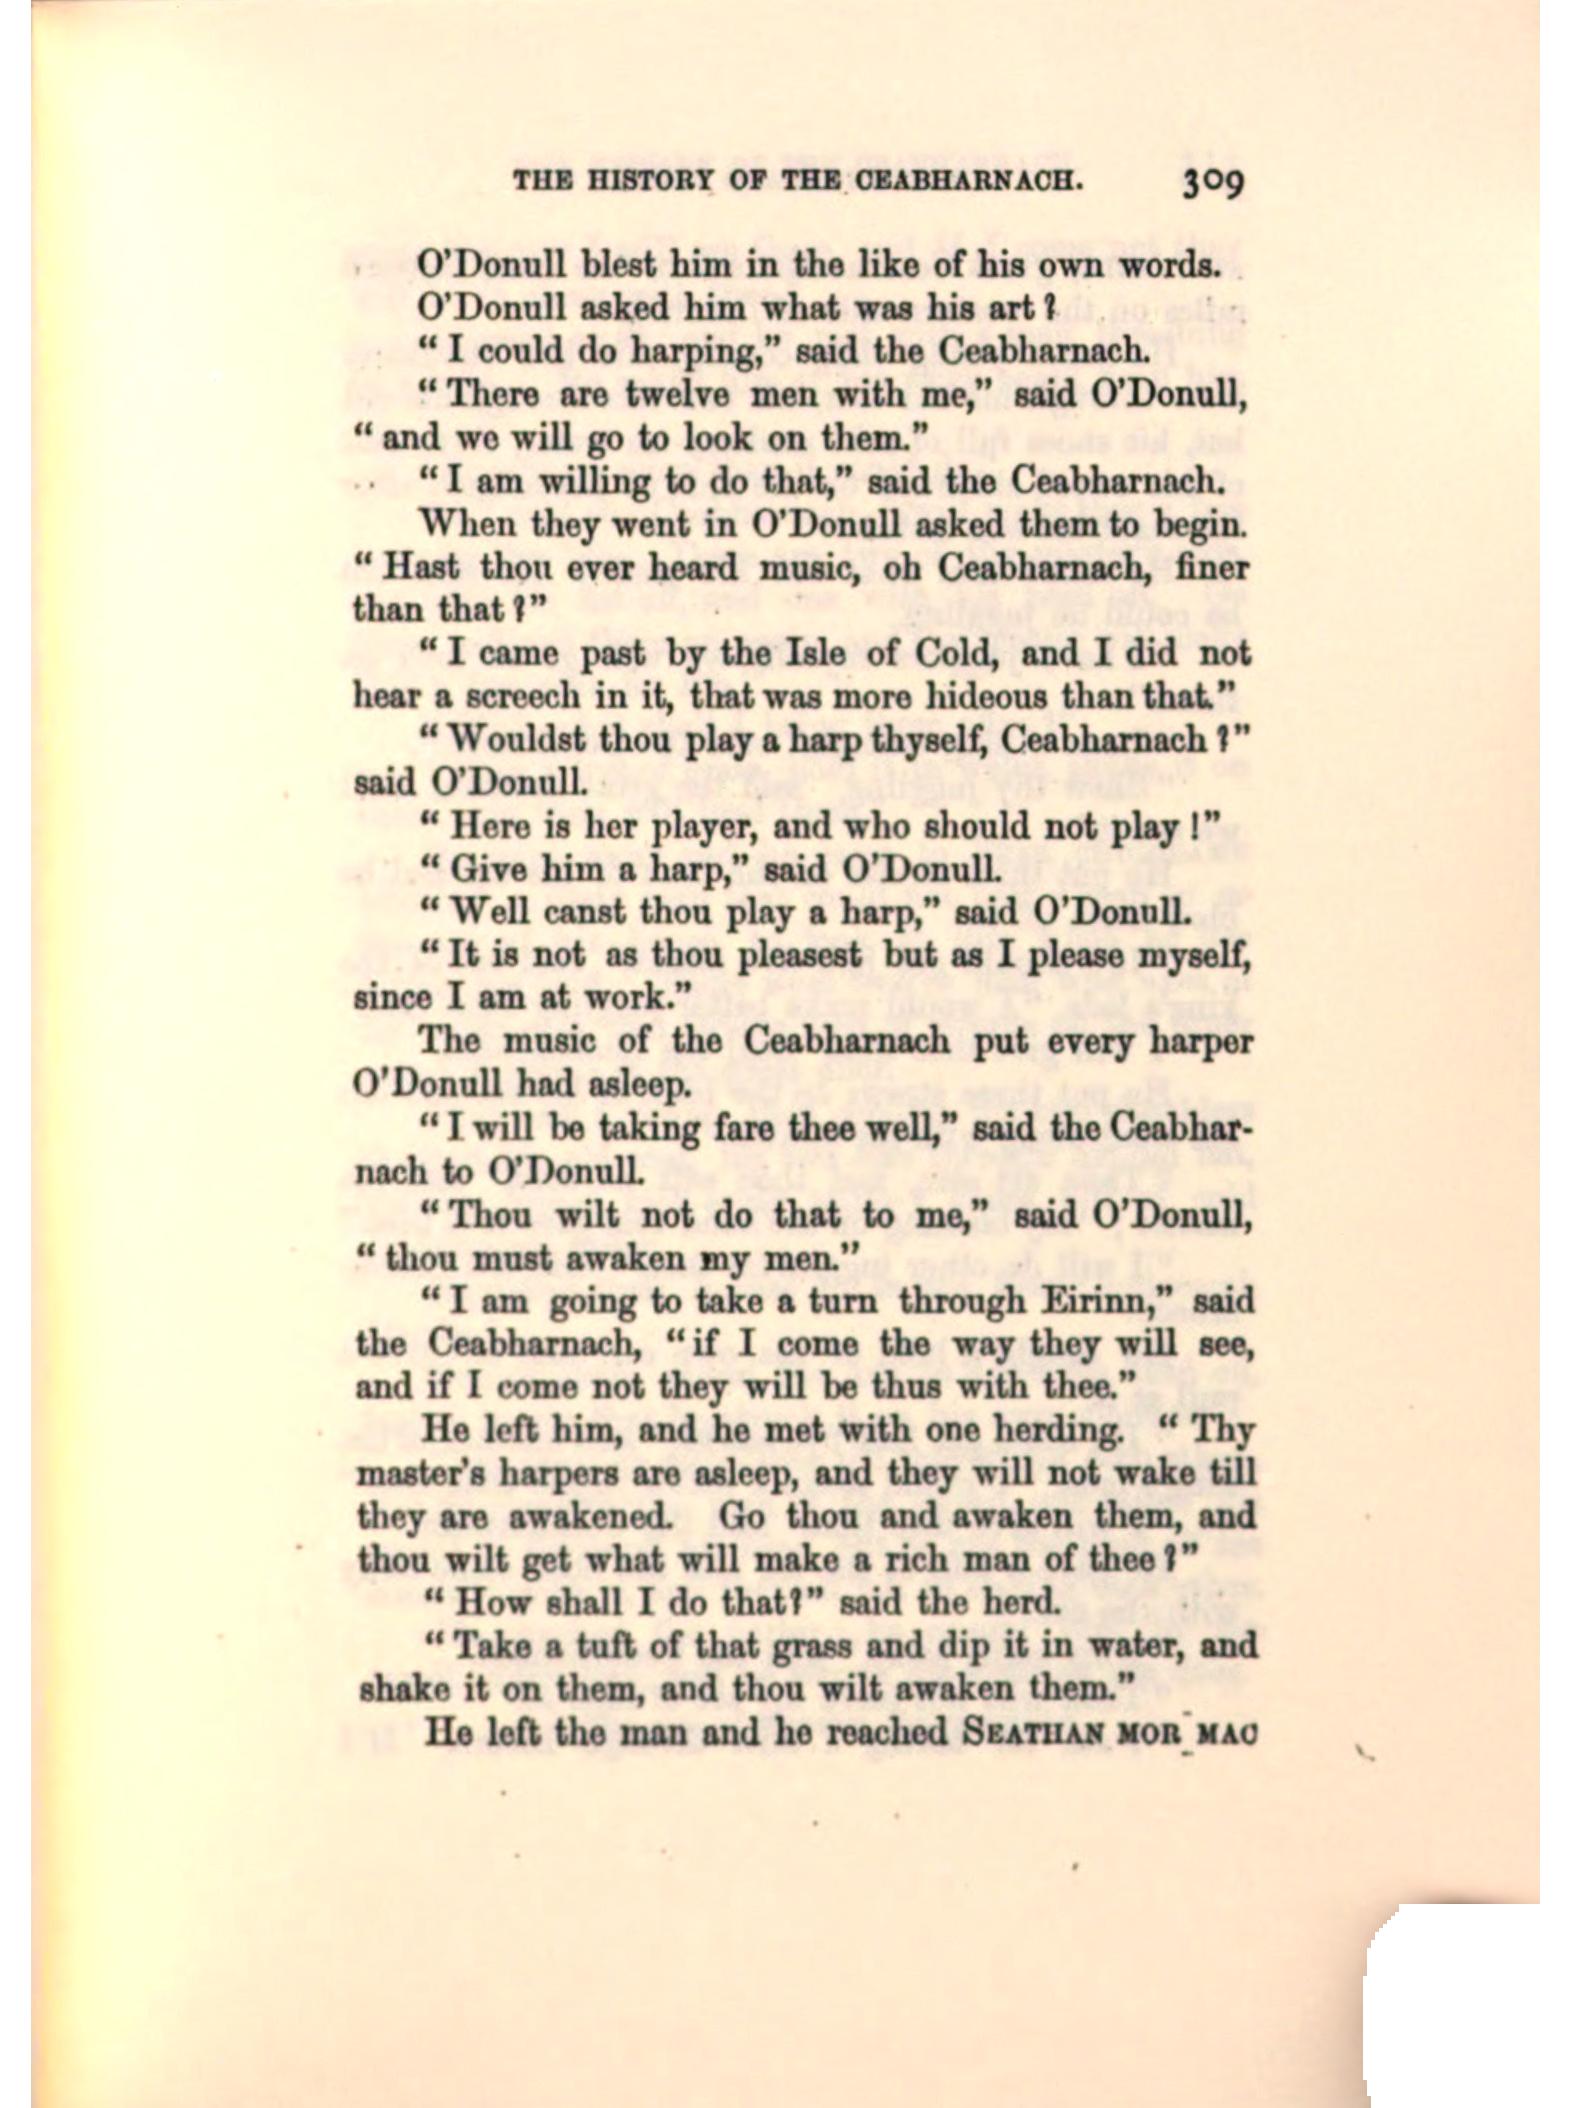 THE HISTORY OF THE CEABHARNACH. 309
O'Donull blest him in the like of his own words.
O'Donull asked him what was his art?
“I could do harping,” said the Ceabharnach.
“There are twelve men with me,” said O'Donull,
“and we will go to look on them.”
“I am willing to do that,” said the Ceabharnach.
When they went in O'Donull asked them to begin.
“Hast thou ever heard music, oh Ceabharnach, finer
than that?”
“I came past by the Isle of Cold, and I did not
hear a screech in it, that was more hideous than that.”
“Wouldst thou play a harp thyself, Ceabharnach?”
said O'Donull.
“Here is her player, and who should not play!”
“Give him a harp,” said O'Donull.
“Well canst thou play a harp,” said O'Donull.
“It is not as thou pleasest but as I please myself,
since I am at work.”
The music of the Ceabharnach put every harper
O'Donull had asleep.
“I will be taking fare thee well,” said the Ceabhar-
nach to O'Donull.
“Thou wilt not do that to me,” said O'Donull,
“thou must awaken my men.”
“I am going to take a turn through Eirinn,” said
the Ceabharnach, “if I come the way they will see,
and if I come not they will be thus with thee.”
He left him, and he met with one herding. “Thy
master's harpers are asleep, and they will not wake till
they are awakened. Go thou and awaken them, and
thou wilt get what will make a rich man of thee?”
“How shall I do that?” said the herd.
“Take a tuft of that grass and dip it in water, and
shake it on them, and thou wilt awaken them.”
He left the man and he reached SEATHAN MOR MAC